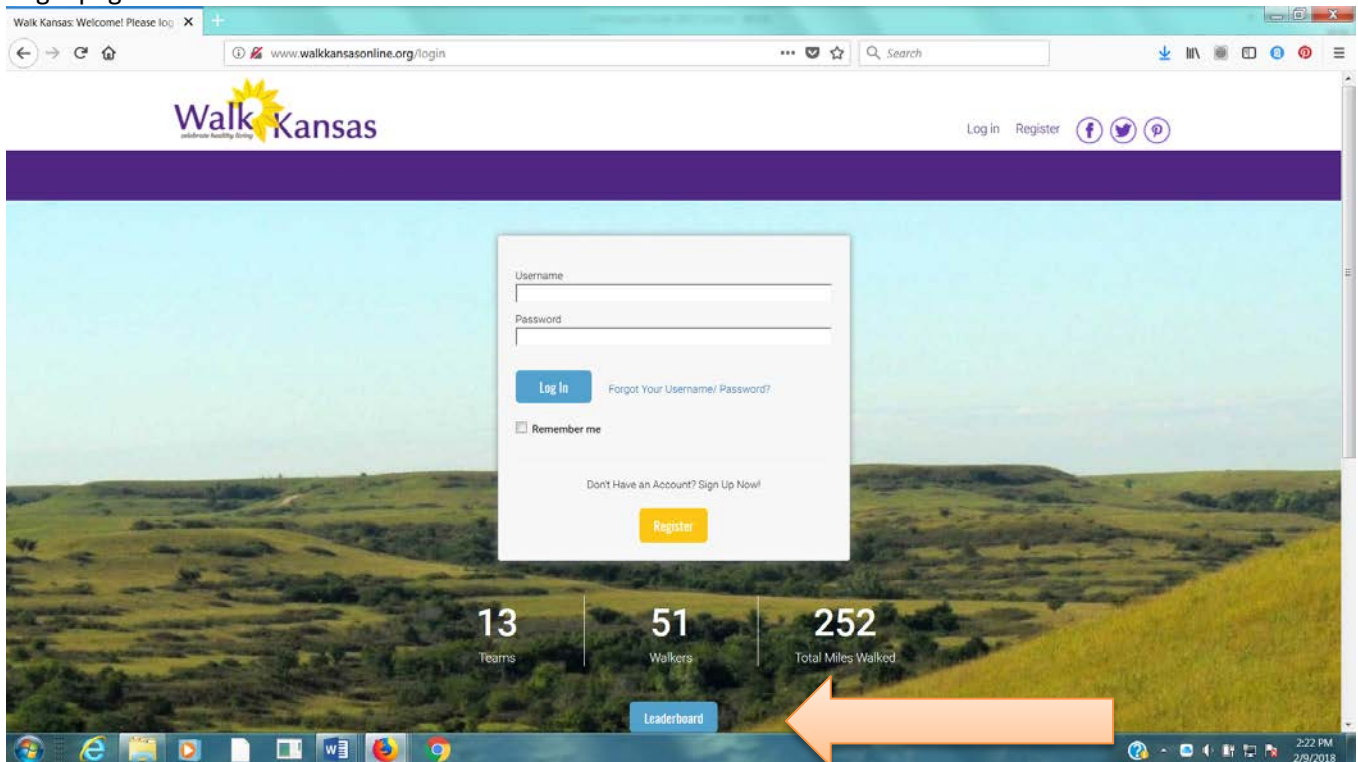 Walk Kansas: Welcome! Please log
www.walkkansasonline.org/login
Search
Walk Kansas
celebrate healthy living
Log in Register
Username
Password
Log In Forgot Your Username/ Password?
Remember me
Don't Have an Account? Sign Up Now!
Register
13 51 252
Teams Walkers Total Miles Walked
Leaderboard
2:22 PM
2/9/2018